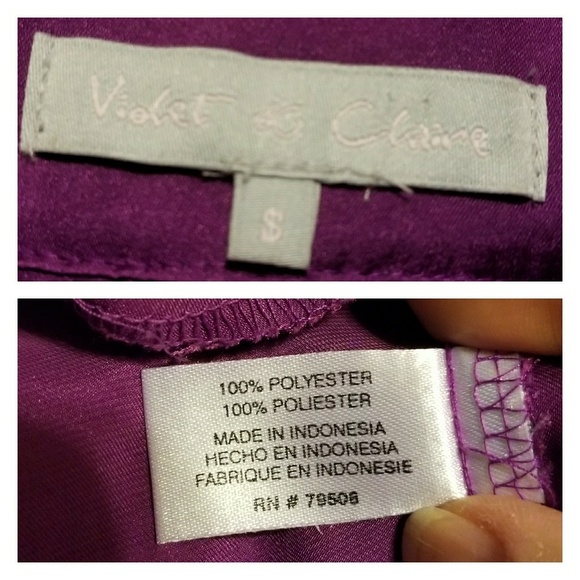 Violet & Claire
S
100% POLYESTER
100% POLIESTER
MADE IN INDONESIA
HECHO EN INDONESIA
FABRIQUE EN INDONESIE
RN # 79506